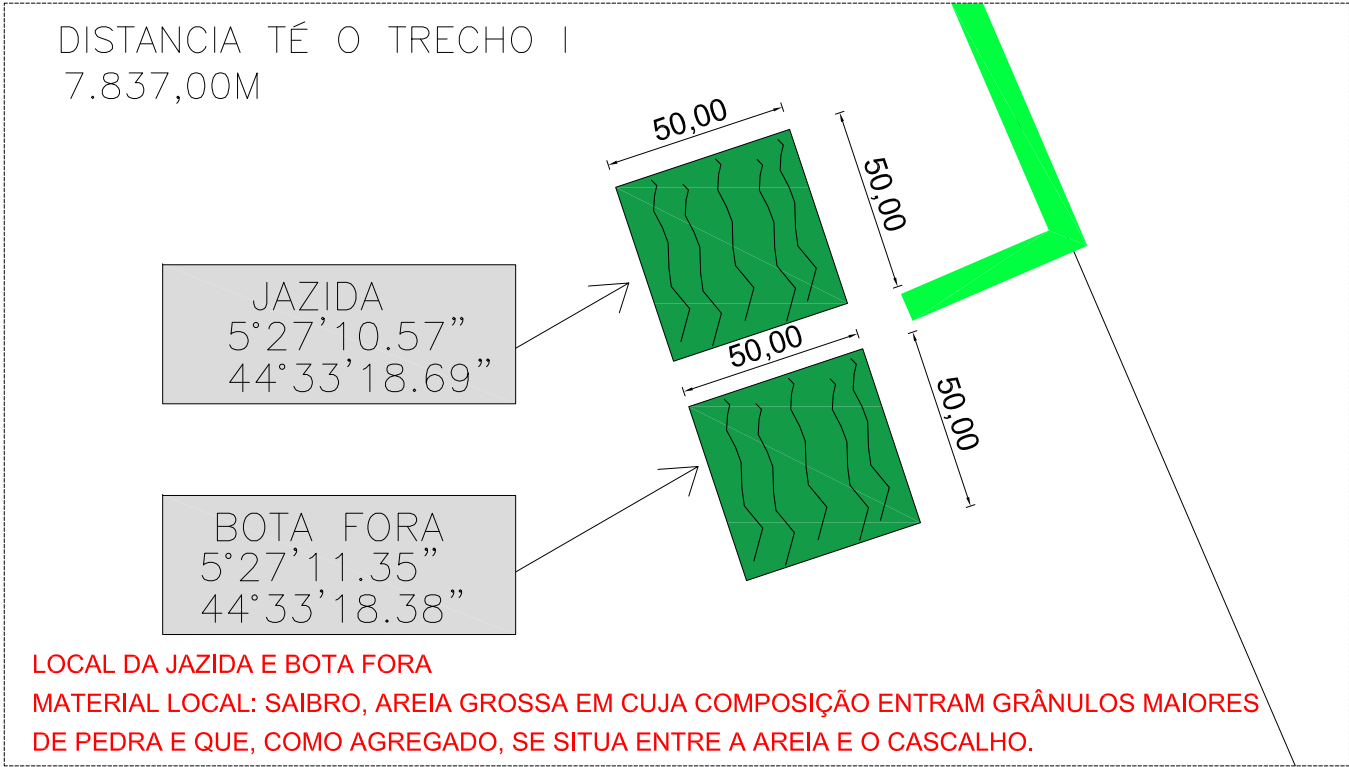 DISTANCIA TÉ O TRECHO I
7.837,00M
50,00
50,00
JAZIDA
5°27'10.57"
44°33'18.69"
50,00
50,00
BOTA FORA
5°27'11.35"
44°33'18.38"
LOCAL DA JAZIDA E BOTA FORA
MATERIAL LOCAL: SAIBRO, AREIA GROSSA EM CUJA COMPOSIÇÃO ENTRAM GRÂNULOS MAIORES
DE PEDRA E QUE, COMO AGREGADO, SE SITUA ENTRE A AREIA E O CASCALHO.